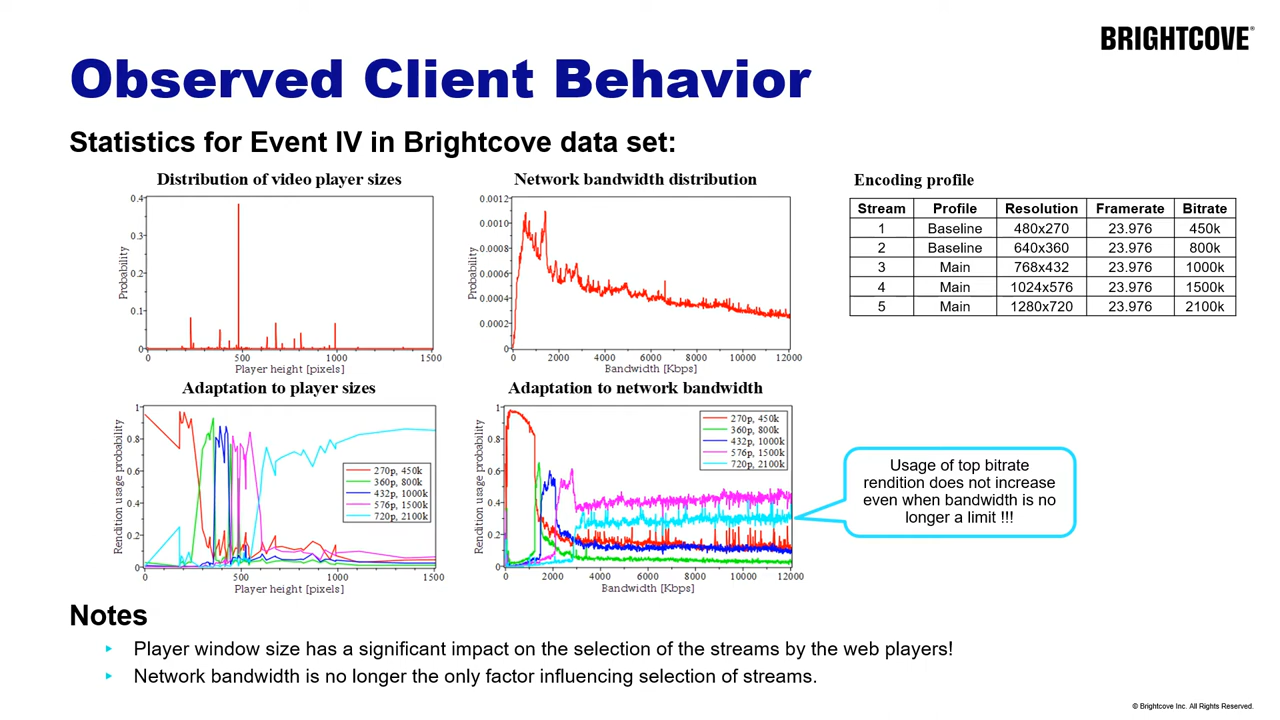 BRIGHTCOVE®
Observed Client Behavior
Statistics for Event IV in Brightcove data set:
Distribution of video player sizes
0.4
0.3
0.2
0.1
0
Probability
0 500 1000 1500
Player height [pixels]
Network bandwidth distribution
0.0012
0.0010
0.0008
0.0006
0.0004
0.0002
0
Probability
0 2000 4000 6000 8000 10000 12000
Bandwidth [Kbps]
Encoding profile
Stream Profile Resolution Framerate Bitrate
1 Baseline 480x270 23.976 450k
2 Baseline 640x360 23.976 800k
3 Main 768x432 23.976 1000k
4 Main 1024x576 23.976 1500k
5 Main 1280x720 23.976 2100k
Adaptation to player sizes
1
0.8
0.6
0.4
0.2
0
Rendition usage probability
270p, 450k
360p, 800k
432p, 1000k
576p, 1500k
720p, 2100k
0 500 1000 1500
Player height [pixels]
Adaptation to network bandwidth
1
0.8
0.6
0.4
0.2
0
Rendition usage probability
270p, 450k
360p, 800k
432p, 1000k
576p, 1500k
720p, 2100k
0 2000 4000 6000 8000 10000 12000
Bandwidth [Kbps]
Usage of top bitrate
rendition does not increase
even when bandwidth is no
longer a limit !!!
Notes
Player window size has a significant impact on the selection of the streams by the web players!
Network bandwidth is no longer the only factor influencing selection of streams.
© Brightcove Inc. All Rights Reserved.